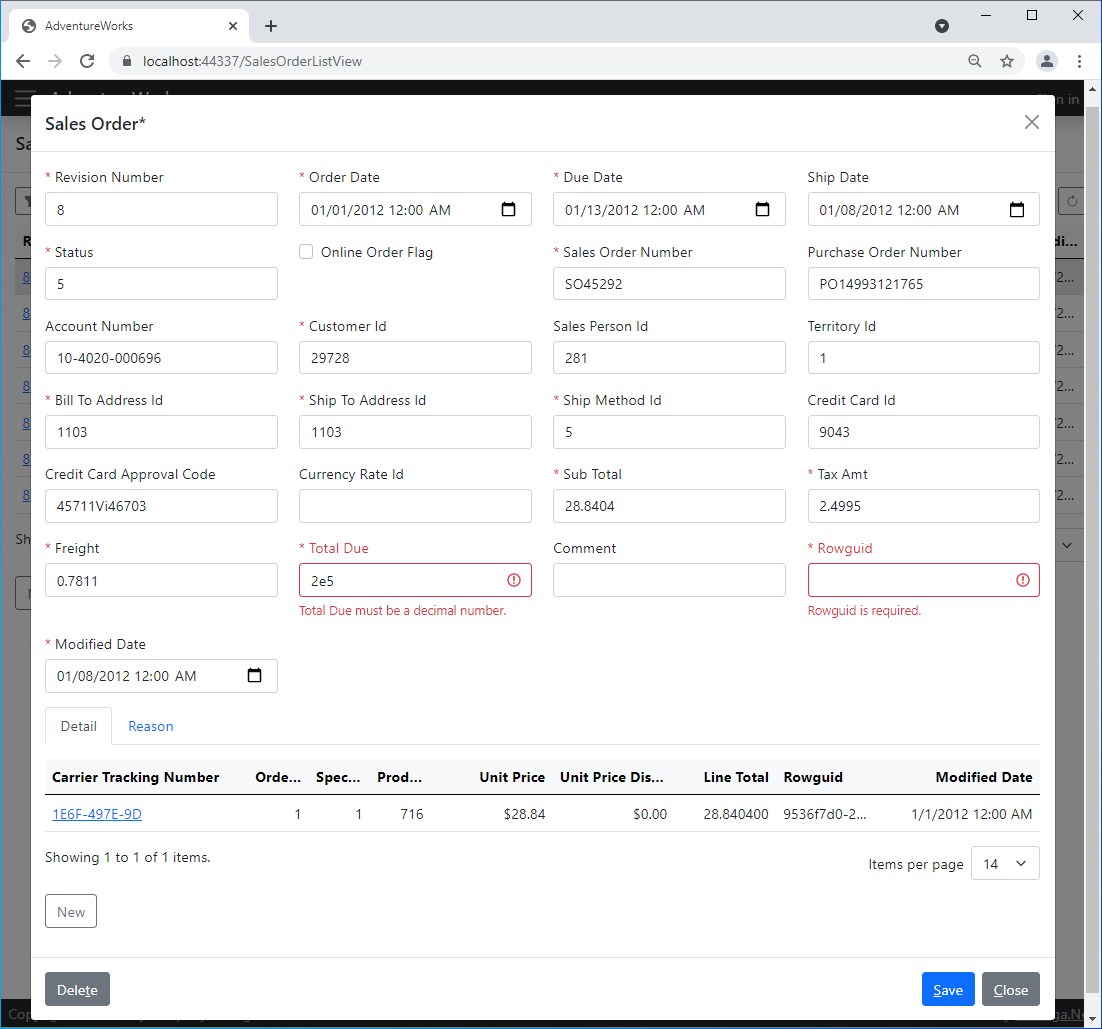 AdventureWorks
localhost:44337/SalesOrderListView
Sales Order*
* Revision Number * Order Date * Due Date Ship Date
8 01/01/2012 12:00 AM 01/13/2012 12:00 AM 01/08/2012 12:00 AM
* Status Online Order Flag * Sales Order Number Purchase Order Number
5 SO45292 PO14993121765
Account Number * Customer Id Sales Person Id Territory Id
10-4020-000696 29728 281 1
* Bill To Address Id * Ship To Address Id * Ship Method Id Credit Card Id
1103 1103 5 9043
Credit Card Approval Code Currency Rate Id * Sub Total * Tax Amt
45711Vi46703 28.8404 2.4995
* Freight * Total Due Comment * Rowguid
0.7811 2e5
Total Due must be a decimal number. Rowguid is required.
* Modified Date
01/08/2012 12:00 AM
Detail Reason
Carrier Tracking Number Orde... Spec... Prod... Unit Price Unit Price Dis... Line Total Rowguid Modified Date
1E6F-497E-9D 1 1 716 $28.84 $0.00 28.840400 9536f7d0-2... 1/1/2012 12:00 AM
Showing 1 to 1 of 1 items. Items per page 14
New
Delete Save Close